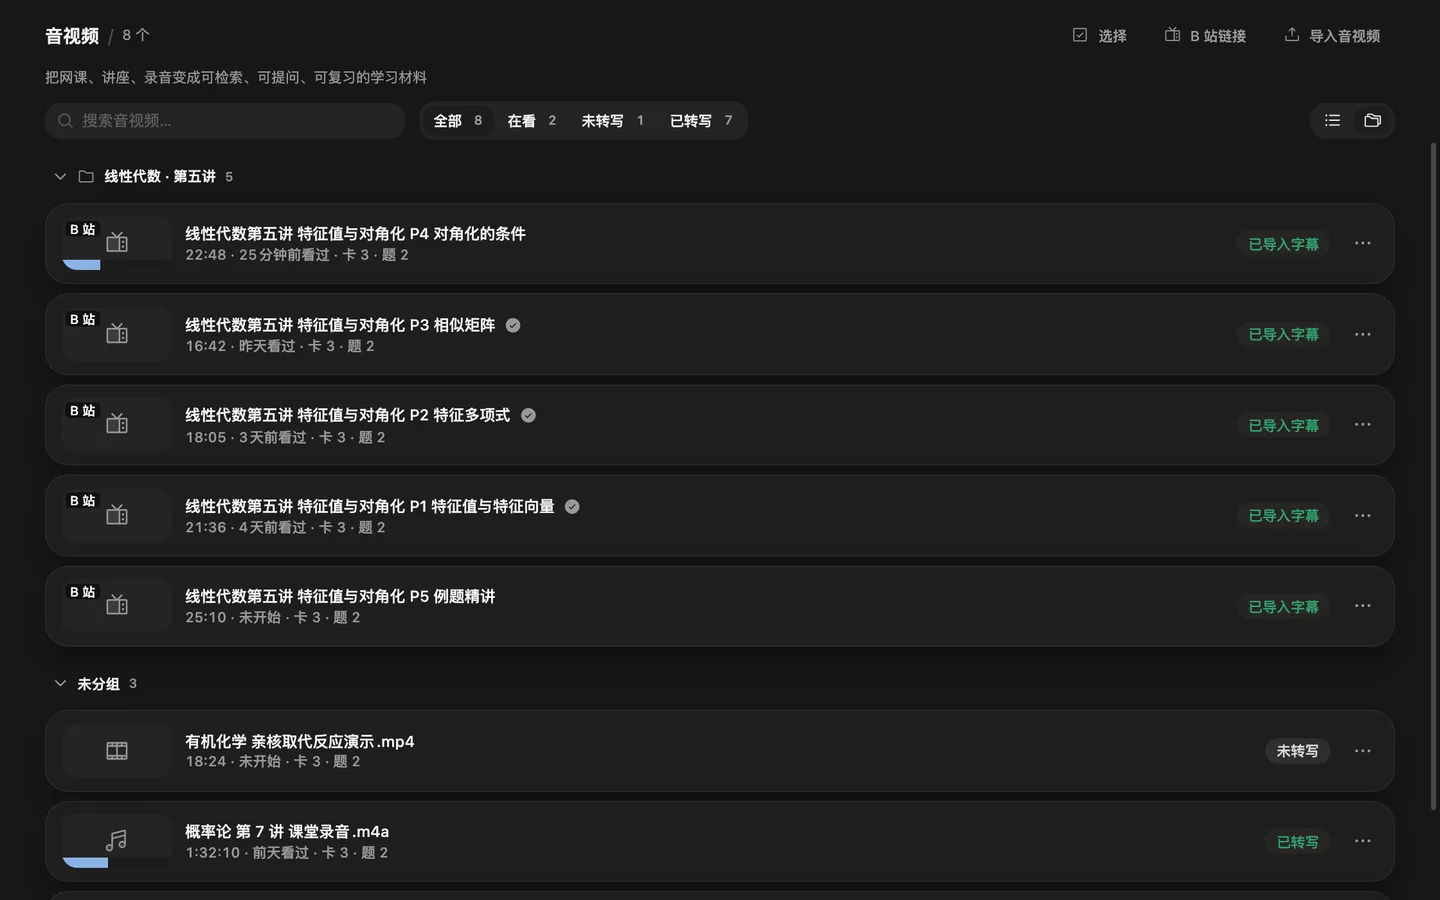 音视频 / 8 个
选择
B 站链接
导入音视频
把网课、讲座、录音变成可检索、可提问、可复习的学习材料
搜索音视频...
全部 8
在看 2
未转写 1
已转写 7
线性代数 · 第五讲 5
B 站
线性代数第五讲 特征值与对角化 P4 对角化的条件
22:48 · 25 分钟前看过 · 卡 3 · 题 2
已导入字幕
B 站
线性代数第五讲 特征值与对角化 P3 相似矩阵
16:42 · 昨天看过 · 卡 3 · 题 2
已导入字幕
B 站
线性代数第五讲 特征值与对角化 P2 特征多项式
18:05 · 3 天前看过 · 卡 3 · 题 2
已导入字幕
B 站
线性代数第五讲 特征值与对角化 P1 特征值与特征向量
21:36 · 4 天前看过 · 卡 3 · 题 2
已导入字幕
B 站
线性代数第五讲 特征值与对角化 P5 例题精讲
25:10 · 未开始 · 卡 3 · 题 2
已导入字幕
未分组 3
有机化学 亲核取代反应演示.mp4
18:24 · 未开始 · 卡 3 · 题 2
未转写
概率论 第 7 讲 课堂录音.m4a
1:32:10 · 前天看过 · 卡 3 · 题 2
已转写